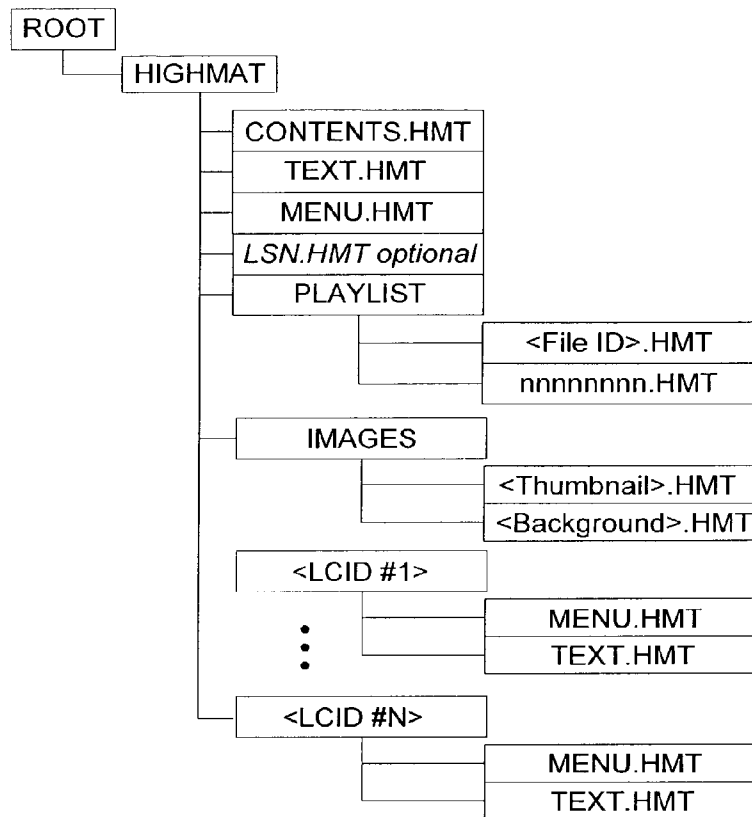 ROOT
HIGHMAT
CONTENTS.HMT
TEXT.HMT
MENU.HMT
LSN.HMT optional
PLAYLIST
<File ID>.HMT
nnnnnnnn.HMT
IMAGES
<Thumbnail>.HMT
<Background>.HMT
<LCID #1>
MENU.HMT
TEXT.HMT
<LCID #N>
MENU.HMT
TEXT.HMT